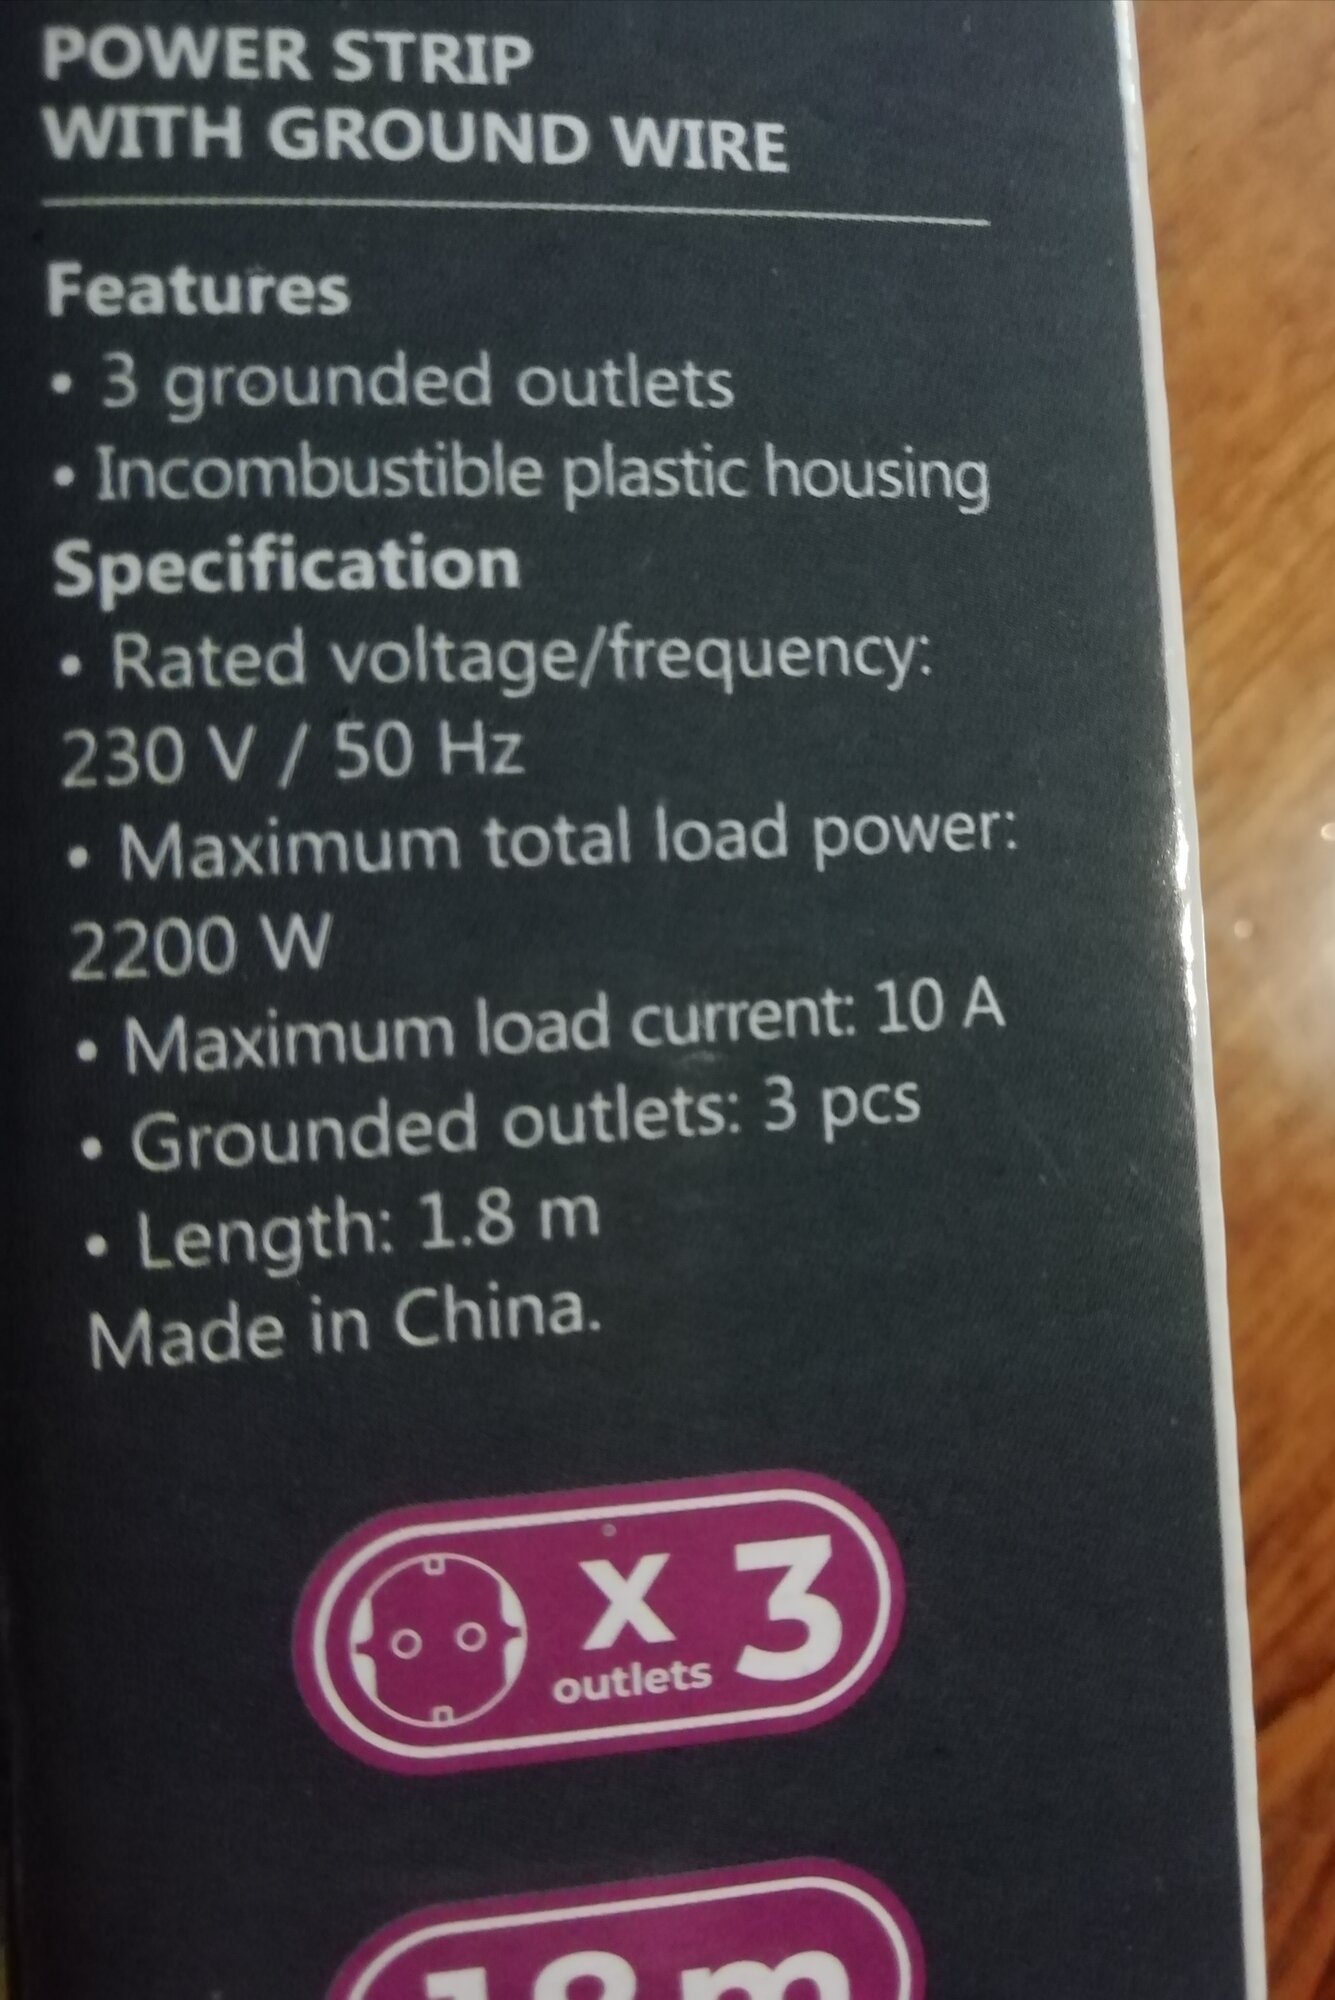 POWER STRIP
WITH GROUND WIRE
Features
• 3 grounded outlets
• Incombustible plastic housing
Specification
• Rated voltage/frequency:
230 V / 50 Hz
• Maximum total load power:
2200 W
• Maximum load current: 10 A
• Grounded outlets: 3 pcs
• Length: 1.8 m
Made in China.
x 3
outlets
1.8 m